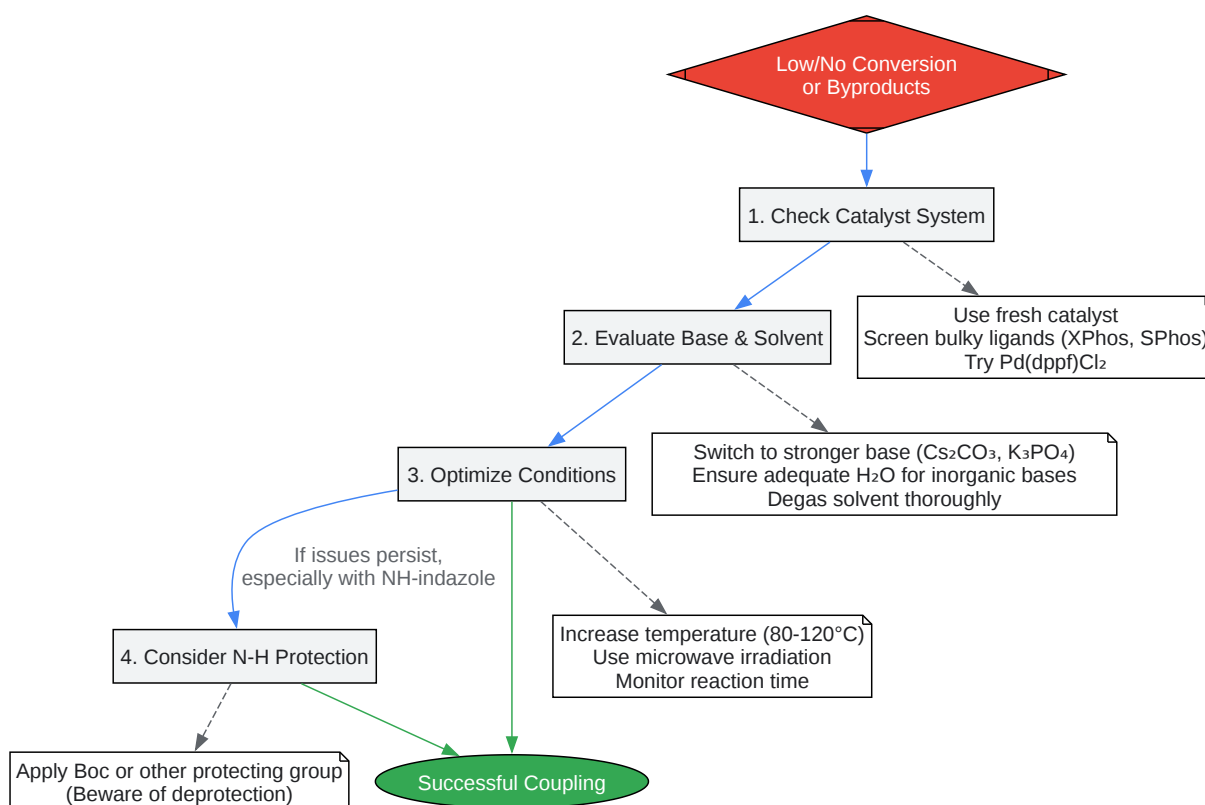 Low/No Conversion
or Byproducts
1. Check Catalyst System
Use fresh catalyst
Screen bulky ligands (XPhos, SPhos)
Try Pd(dppf)Cl₂
2. Evaluate Base & Solvent
Switch to stronger base (Cs₂CO₃, K₃PO₄)
Ensure adequate H₂O for inorganic bases
Degas solvent thoroughly
3. Optimize Conditions
If issues persist,
especially with NH-indazole
Increase temperature (80-120°C)
Use microwave irradiation
Monitor reaction time
4. Consider N-H Protection
Apply Boc or other protecting group
(Beware of deprotection)
Successful Coupling